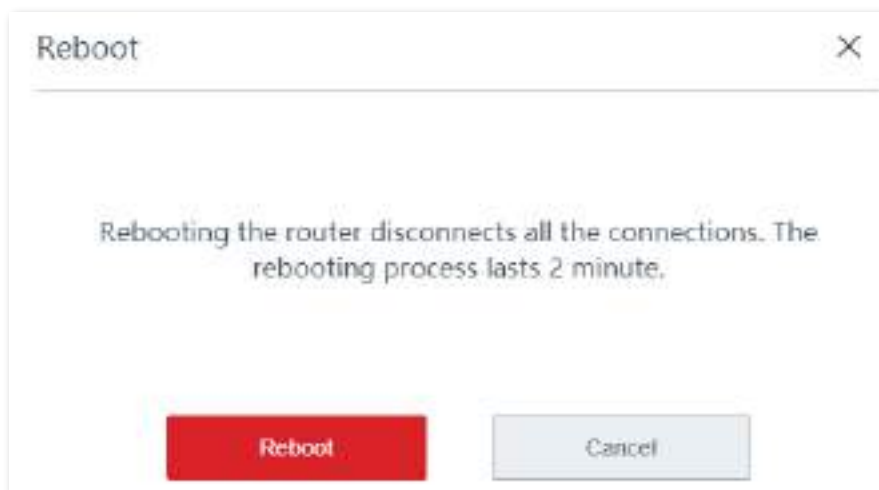 Reboot
Rebooting the router disconnects all the connections. The
rebooting process lasts 2 minute.
Reboot
Cancel